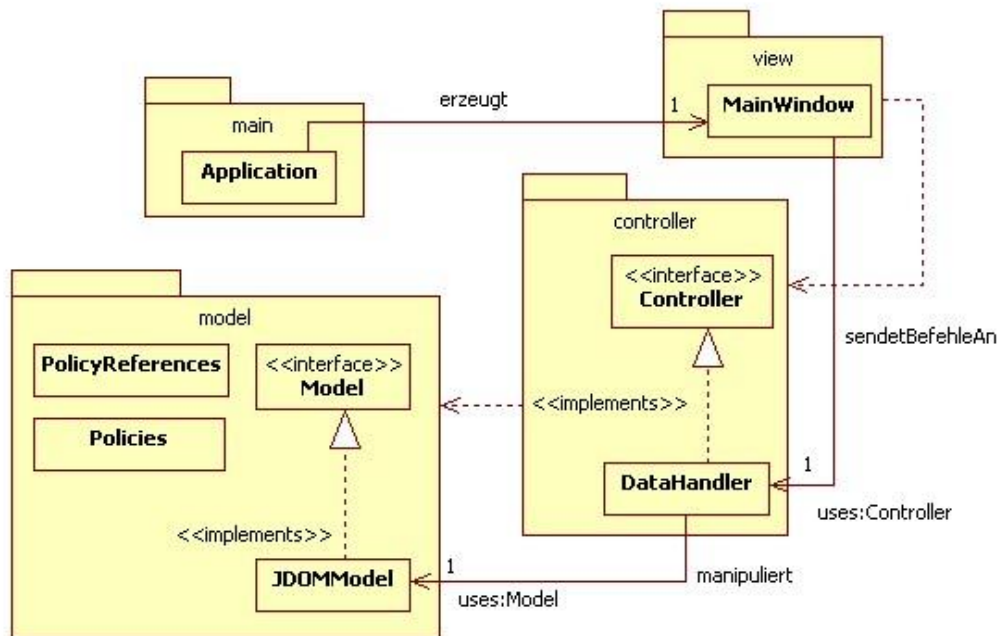 view
MainWindow
erzeugt
1
main
Application
controller
<<interface>>
Controller
sendetBefehleAn
model
PolicyReferences
<<interface>>
Model
<<implements>>
Policies
DataHandler
1
uses:Controller
<<implements>>
JDOMModel
1
manipuliert
uses:Model